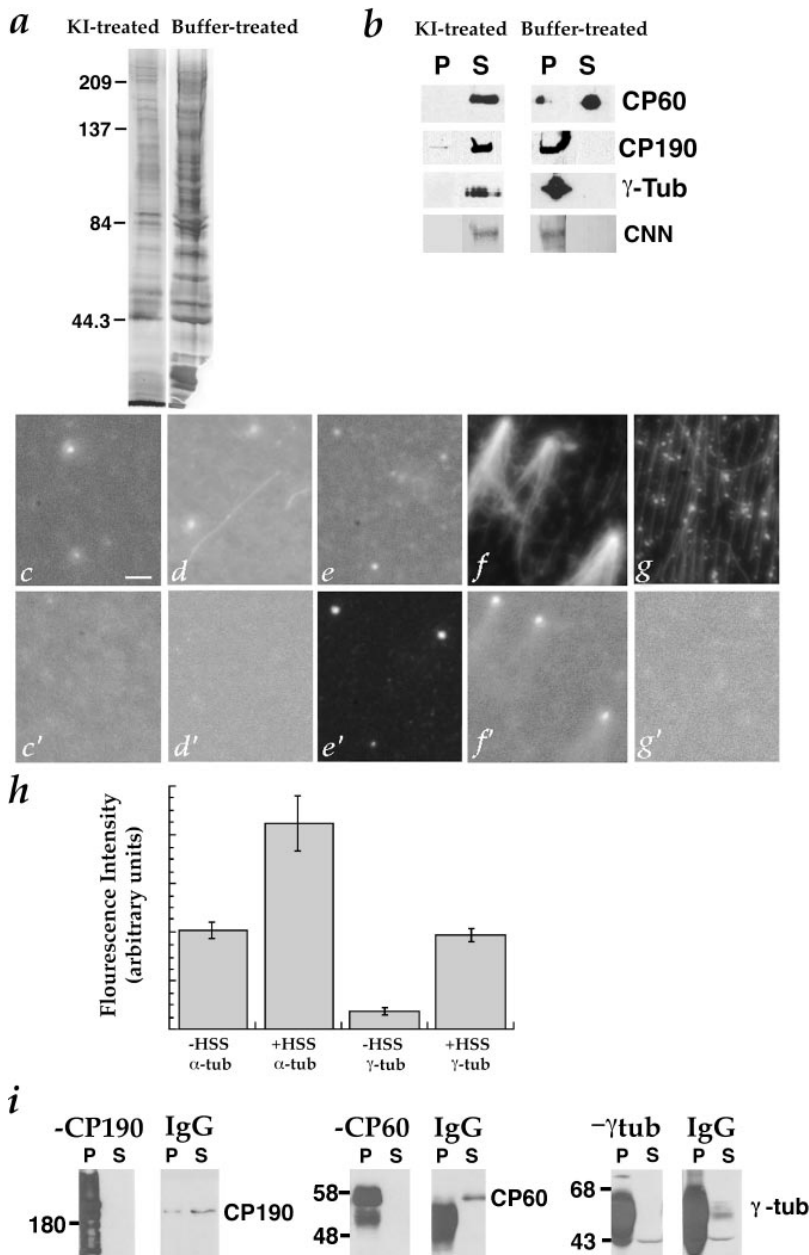 a
KI-treated Buffer-treated
209
137
84
44.3
b
KI-treated Buffer-treated
P S P S
CP60
CP190
γ-Tub
CNN
c d e f g
c' d' e' f' g'
h
Flourescence Intensity
(arbitrary units)
-HSS +HSS -HSS +HSS
α-tub α-tub γ-tub γ-tub
i
-CP190 IgG -CP60 IgG -γtub IgG
P S P S P S P S P S P S
180 CP190 58 48 CP60 68 43 γ-tub